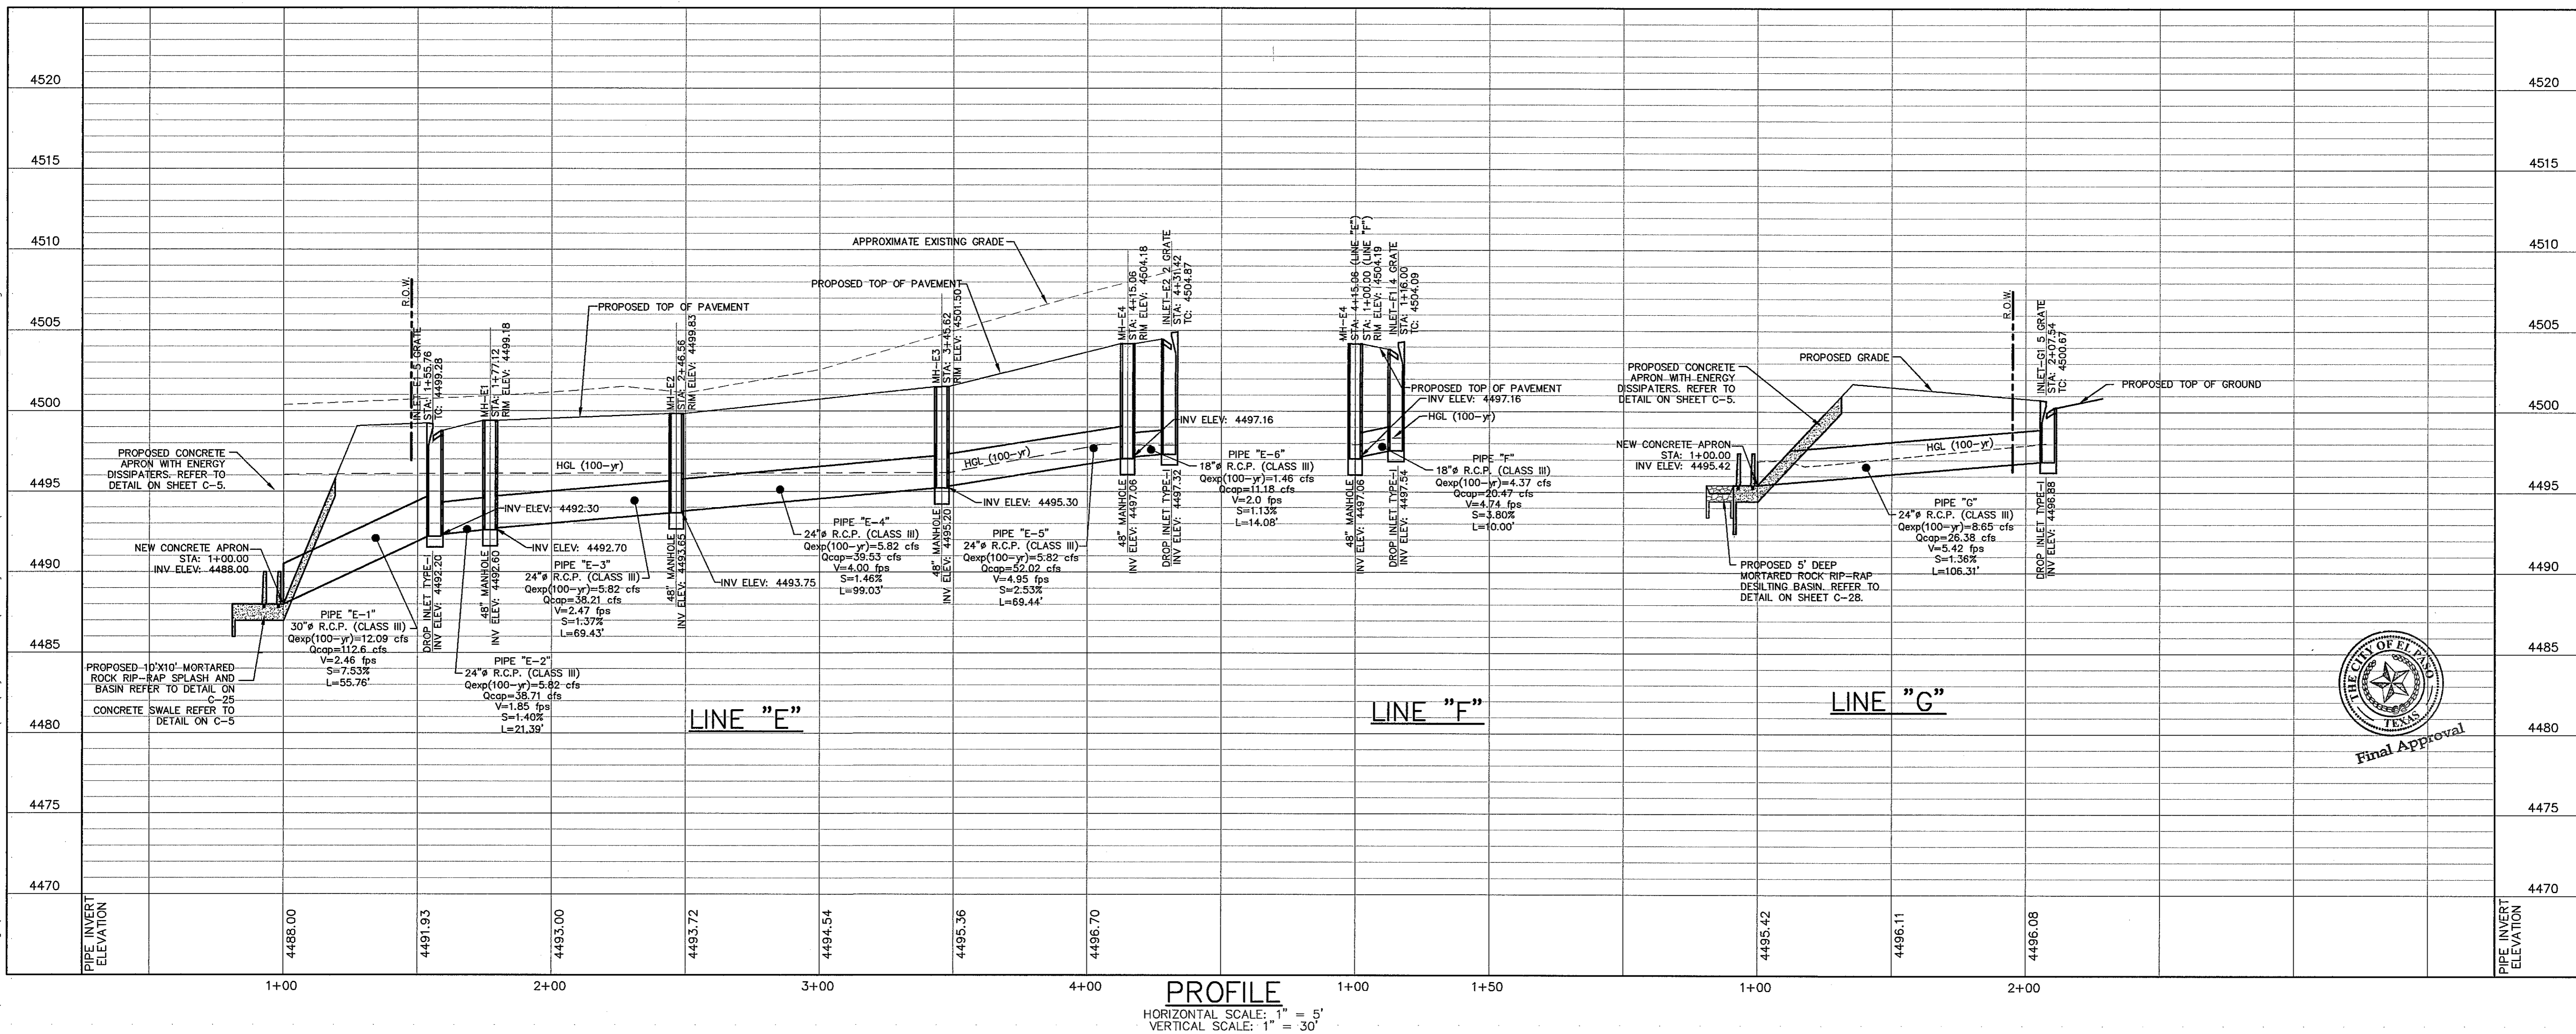 4520
4515
4510
4505
4500
4495
4490
4485
4480
4475
4470
PIPE INVERT
ELEVATION
PROPOSED CONCRETE
APRON WITH ENERGY
DISSIPATERS. REFER TO
DETAIL ON SHEET C-5.
NEW CONCRETE APRON
STA: 1+00.00
INV ELEV: 4488.00
PROPOSED 10'X10' MORTARED
ROCK RIP-RAP SPLASH AND
BASIN REFER TO DETAIL ON
C-25
CONCRETE SWALE REFER TO
DETAIL ON C-5
PIPE "E-1"
30"ø R.C.P. (CLASS III)
Qexp(100-yr)=12.09 cfs
Qcap=112.6 cfs
V=2.46 fps
S=7.53%
L=55.76'
R.O.W.
INLET-E1 5 GRATE
STA: 1+55.76
TC: 4499.28
DROP INLET TYPE-I
INV ELEV: 4492.20
INV ELEV: 4492.30
PIPE "E-2"
24"ø R.C.P. (CLASS III)
Qexp(100-yr)=5.82 cfs
Qcap=38.71 cfs
V=1.85 fps
S=1.40%
L=21.39'
MH-E1
STA: 1+77.12
RIM ELEV: 4499.18
48" MANHOLE
INV ELEV: 4492.60
INV ELEV: 4492.70
HGL (100-yr)
PROPOSED TOP OF PAVEMENT
PIPE "E-3"
24"ø R.C.P. (CLASS III)
Qexp(100-yr)=5.82 cfs
Qcap=38.21 cfs
V=2.47 fps
S=1.37%
L=69.43'
MH-E2
STA: 2+46.56
RIM ELEV: 4499.83
48" MANHOLE
INV ELEV: 4493.65
INV ELEV: 4493.75
PIPE "E-4"
24"ø R.C.P. (CLASS III)
Qexp(100-yr)=5.82 cfs
Qcap=39.53 cfs
V=4.00 fps
S=1.46%
L=99.03'
APPROXIMATE EXISTING GRADE
PROPOSED TOP OF PAVEMENT
MH-E3
STA: 3+45.62
RIM ELEV: 4501.50
48" MANHOLE
INV ELEV: 4495.20
INV ELEV: 4495.30
HGL (100-yr)
PIPE "E-5"
24"ø R.C.P. (CLASS III)
Qexp(100-yr)=5.82 cfs
Qcap=52.02 cfs
V=4.95 fps
S=2.53%
L=69.44'
MH-E4
STA: 4+15.06
RIM ELEV: 4504.18
48" MANHOLE
INV ELEV: 4497.06
INV ELEV: 4497.16
INLET-E2 2 GRATE
STA: 4+31.42
TC: 4504.87
DROP INLET TYPE-I
INV ELEV: 4497.32
PIPE "E-6"
18"ø R.C.P. (CLASS III)
Qexp(100-yr)=1.46 cfs
Qcap=11.18 cfs
V=2.0 fps
S=1.13%
L=14.08'
LINE "E"
MH-E4
STA: 4+15.06 (LINE "E")
STA: 1+00.00 (LINE "F")
RIM ELEV: 4504.19
48" MANHOLE
INV ELEV: 4497.06
INLET-F1 4 GRATE
STA: 1+16.00
TC: 4504.09
DROP INLET TYPE-I
INV ELEV: 4497.54
PROPOSED TOP OF PAVEMENT
INV ELEV: 4497.16
HGL (100-yr)
PIPE "F"
18"ø R.C.P. (CLASS III)
Qexp(100-yr)=4.37 cfs
Qcap=20.47 cfs
V=4.74 fps
S=3.80%
L=10.00'
LINE "F"
PROPOSED CONCRETE
APRON WITH ENERGY
DISSIPATERS. REFER TO
DETAIL ON SHEET C-5.
NEW CONCRETE APRON
STA: 1+00.00
INV ELEV: 4495.42
PROPOSED 5' DEEP
MORTARED ROCK RIP-RAP
DESILTING BASIN. REFER TO
DETAIL ON SHEET C-28.
PROPOSED GRADE
HGL (100-yr)
R.O.W.
INLET-G1 5 GRATE
STA: 2+07.54
TC: 4500.67
DROP INLET TYPE-I
INV ELEV: 4496.88
PROPOSED TOP OF GROUND
PIPE "G"
24"ø R.C.P. (CLASS III)
Qexp(100-yr)=8.65 cfs
Qcap=26.38 cfs
V=5.42 fps
S=1.36%
L=106.31'
LINE "G"
THE CITY OF EL PASO
TEXAS
Final Approval
4520
4515
4510
4505
4500
4495
4490
4485
4480
4475
4470
PIPE INVERT
ELEVATION
4488.00
4491.93
4493.00
4493.72
4494.54
4495.36
4496.70
4495.42
4496.11
4496.08
1+00
2+00
3+00
4+00
1+00
1+50
1+00
2+00
PROFILE
HORIZONTAL SCALE: 1" = 5'
VERTICAL SCALE: 1" = 30'